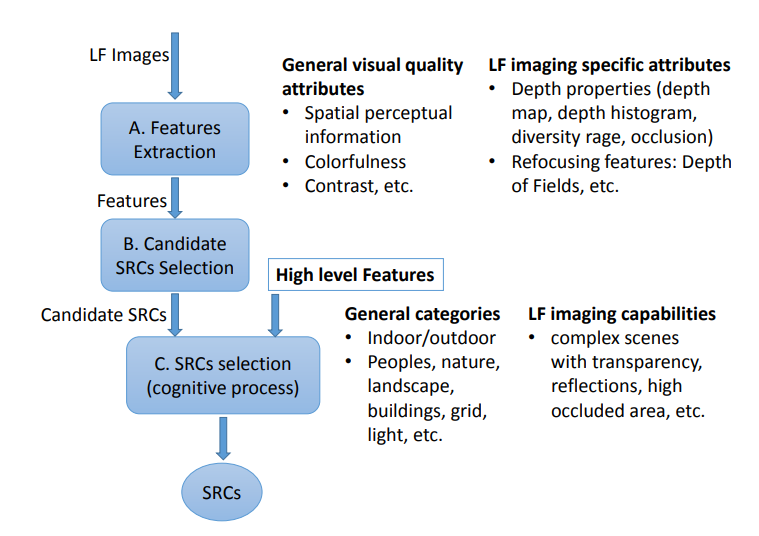 LF Images
General visual quality
attributes
• Spatial perceptual
information
• Colorfulness
• Contrast, etc.
LF imaging specific attributes
• Depth properties (depth
map, depth histogram,
diversity rage, occlusion)
• Refocusing features: Depth
of Fields, etc.
A. Features
Extraction
Features
B. Candidate
SRCs Selection
High level Features
Candidate SRCs
General categories
• Indoor/outdoor
• Peoples, nature,
landscape,
buildings, grid,
light, etc.
LF imaging capabilities
• complex scenes
with transparency,
reflections, high
occluded area, etc.
C. SRCs selection
(cognitive process)
SRCs